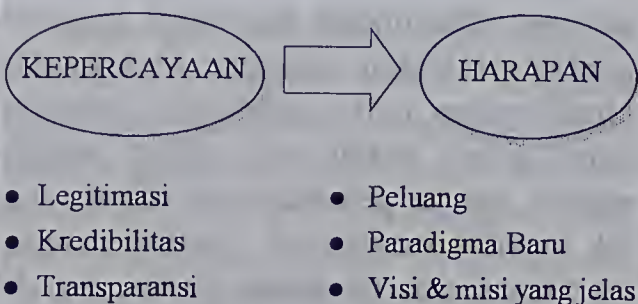 KEPERCAYAAN
HARAPAN
• Legitimasi
• Kredibilitas
• Transparansi
• Peluang
• Paradigma Baru
• Visi & misi yang jelas